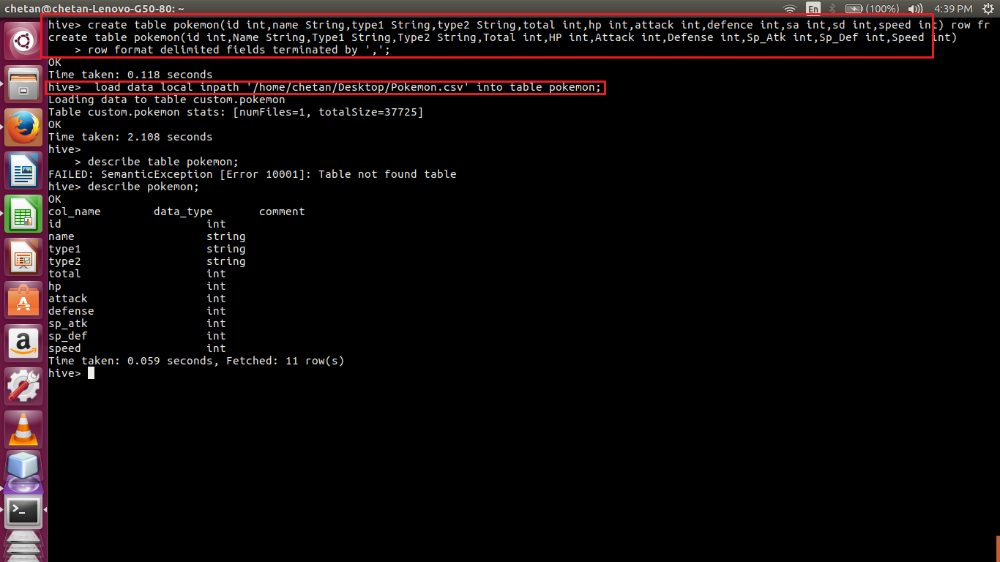 chetan@chetan-Lenovo-G50-80: ~
En
(100%)
4:39 PM
hive> create table pokemon(id int,name String,type1 String,type2 String,total int,hp int,attack int,defence int,sa int,sd int,speed int) row fr
create table pokemon(id int,Name String,Type1 String,Type2 String,Total int,HP int,Attack int,Defense int,Sp_Atk int,Sp_Def int,Speed int)
> row format delimited fields terminated by ',';
OK
Time taken: 0.118 seconds
hive>  load data local inpath '/home/chetan/Desktop/Pokemon.csv' into table pokemon;
Loading data to table custom.pokemon
Table custom.pokemon stats: [numFiles=1, totalSize=37725]
OK
Time taken: 2.108 seconds
hive>
> describe table pokemon;
FAILED: SemanticException [Error 10001]: Table not found table
hive> describe pokemon;
OK
col_name data_type comment
id int
name string
type1 string
type2 string
total int
hp int
attack int
defense int
sp_atk int
sp_def int
speed int
Time taken: 0.059 seconds, Fetched: 11 row(s)
hive>